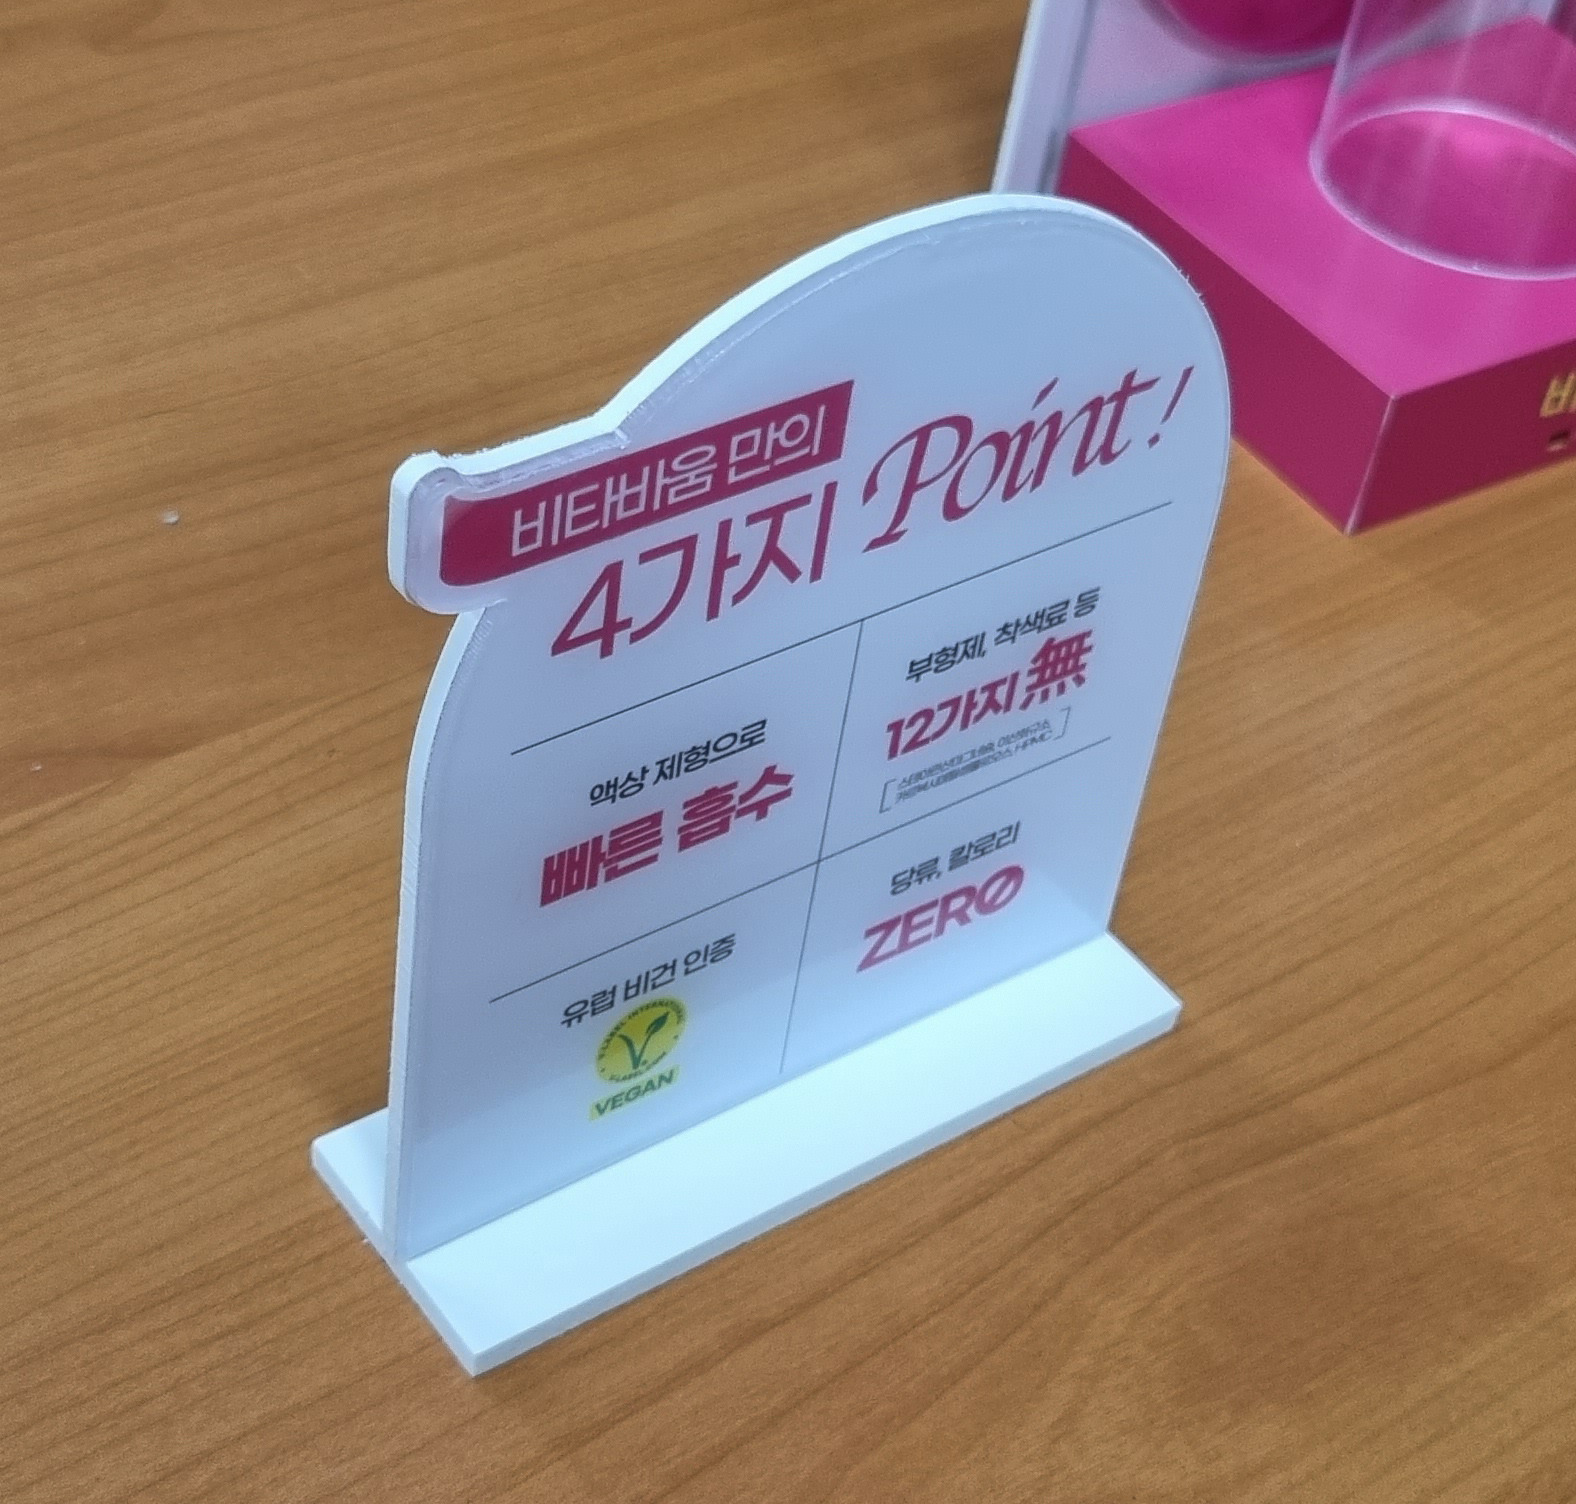 비타바움 만의
4가지 Point!
액상 제형으로
빠른 흡수
부형제, 착색료 등
12가지 無
유럽 비건 인증
V-LABEL INTERNATIONAL
VEGAN
당류, 칼로리
ZERO